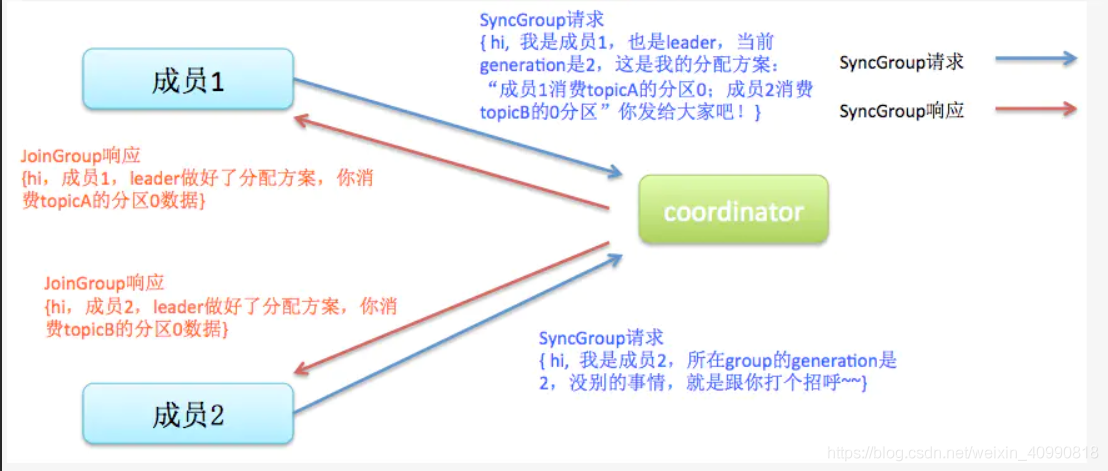 SyncGroup请求
{ hi, 我是成员1，也是leader，当前
generation是2，这是我的分配方案：
“成员1消费topicA的分区0；成员2消费
topicB的0分区”你发给大家吧！}
SyncGroup请求
SyncGroup响应
成员1
JoinGroup响应
{hi，成员1，leader做好了分配方案，你消
费topicA的分区0数据}
coordinator
JoinGroup响应
{hi，成员2，leader做好了分配方案，你消
费topicB的分区0数据}
SyncGroup请求
{ hi, 我是成员2，所在group的generation是
2，没别的事情，就是跟你打个招呼~~}
成员2
https://blog.csdn.net/weixin_40990818